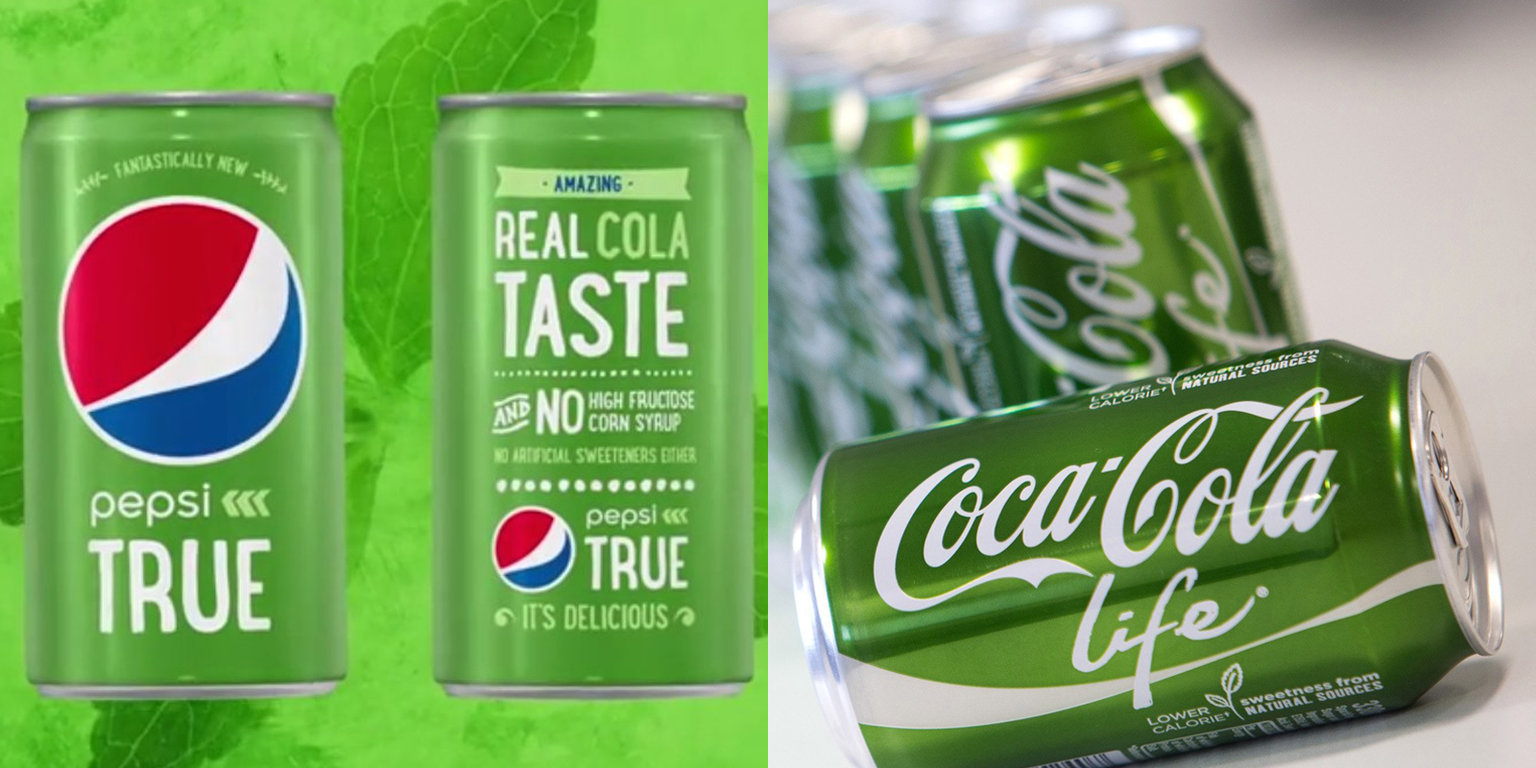 FANTASTICALLY NEW
pepsi
TRUE
· AMAZING ·
REAL COLA
TASTE
AND NO HIGH FRUCTOSE
CORN SYRUP
NO ARTIFICIAL SWEETENERS EITHER
pepsi
TRUE
IT'S DELICIOUS
Cola
life
LOWER
CALORIE+
sweetness from
NATURAL SOURCES
Coca-Cola
life
LOWER
CALORIE+
sweetness from
NATURAL SOURCES